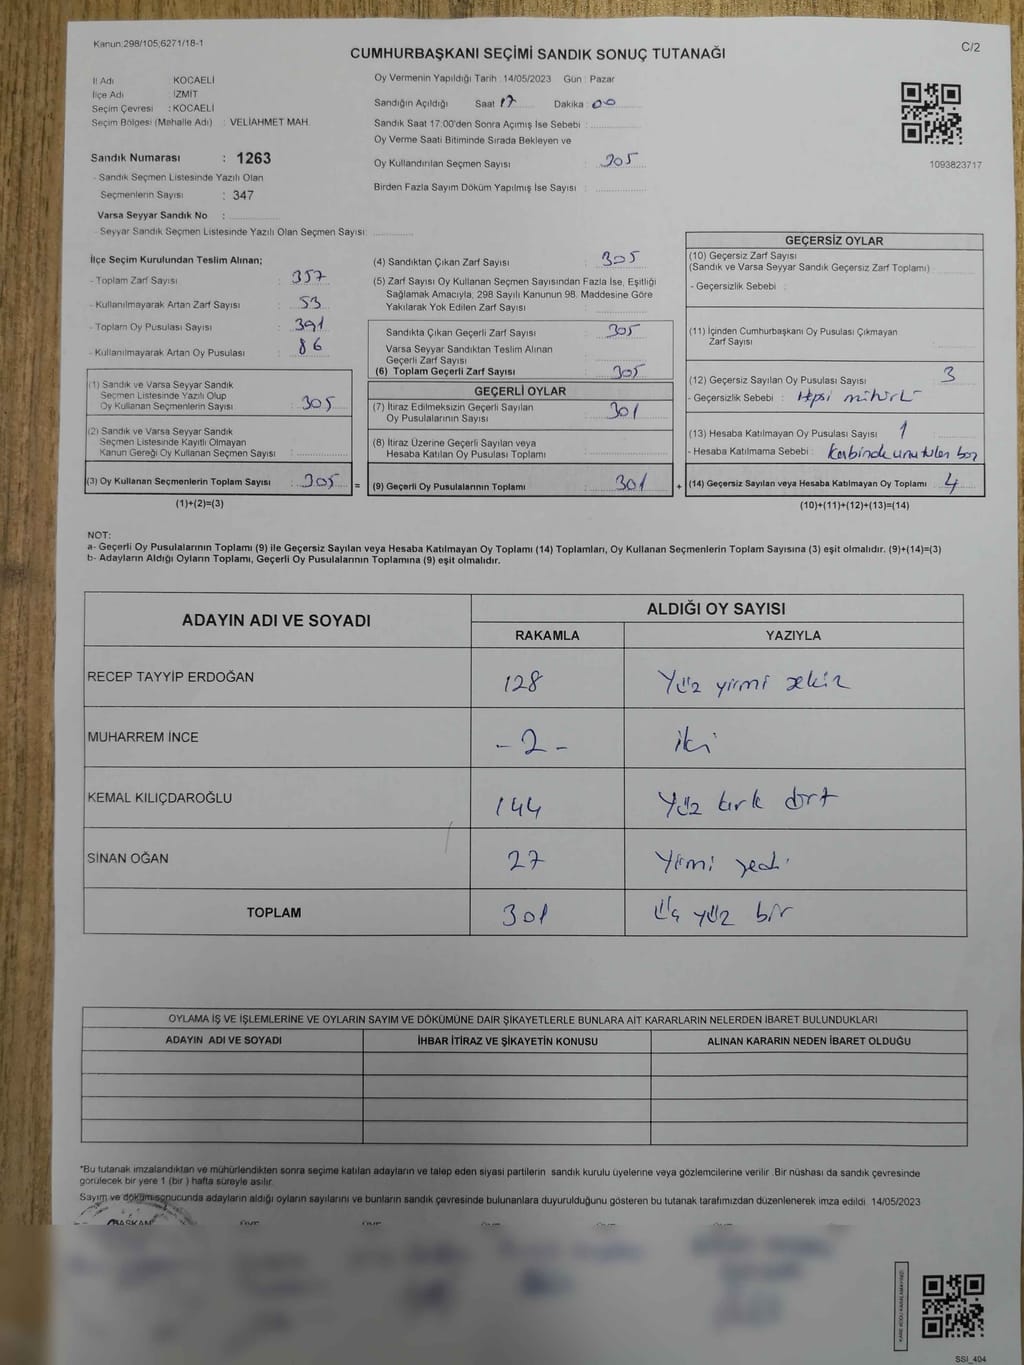 Kanun:298/105;6271/18-1
CUMHURBAŞKANI SEÇİMİ SANDIK SONUÇ TUTANAĞI
C/2
İl Adı KOCAELİ
İlçe Adı : İZMİT
Seçim Çevresi : KOCAELİ
Seçim Bölgesi (Mahalle Adı) : VELİAHMET MAH.
Sandık Numarası : 1263
- Sandık Seçmen Listesinde Yazılı Olan
Seçmenlerin Sayısı : 347
Varsa Seyyar Sandık No :
- Seyyar Sandık Seçmen Listesinde Yazılı Olan Seçmen Sayısı:
Oy Vermenin Yapıldığı Tarih : 14/05/2023 Gün : Pazar
Sandığın Açıldığı Saat 17 Dakika : 00
Sandık Saat 17:00'den Sonra Açımış İse Sebebi :
Oy Verme Saati Bitiminde Sırada Bekleyen ve
Oy Kullandırılan Seçmen Sayısı : 305
Birden Fazla Sayım Döküm Yapılmış İse Sayısı :
1093823717
İlçe Seçim Kurulundan Teslim Alınan;
- Toplam Zarf Sayısı : 357
- Kullanılmayarak Artan Zarf Sayısı : 53
- Toplam Oy Pusulası Sayısı : 391
- Kullanılmayarak Artan Oy Pusulası : 86
(1) Sandık ve Varsa Seyyar Sandık
Seçmen Listesinde Yazılı Olup
Oy Kullanan Seçmenlerin Sayısı : 305
(2) Sandık ve Varsa Seyyar Sandık
Seçmen Listesinde Kayıtlı Olmayan
Kanun Gereği Oy Kullanan Seçmen Sayısı :
(3) Oy Kullanan Seçmenlerin Toplam Sayısı : 305 =
(1)+(2)=(3)
(4) Sandıktan Çıkan Zarf Sayısı : 305
(5) Zarf Sayısı Oy Kullanan Seçmen Sayısından Fazla İse, Eşitliği
Sağlamak Amacıyla, 298 Sayılı Kanunun 98. Maddesine Göre
Yakılarak Yok Edilen Zarf Sayısı :
Sandıkta Çıkan Geçerli Zarf Sayısı : 305
Varsa Seyyar Sandıktan Teslim Alınan
Geçerli Zarf Sayısı :
(6) Toplam Geçerli Zarf Sayısı : 305
GEÇERLİ OYLAR
(7) İtiraz Edilmeksizin Geçerli Sayılan
Oy Pusulalarının Sayısı : 301
(8) İtiraz Üzerine Geçerli Sayılan veya
Hesaba Katılan Oy Pusulası Toplamı :
(9) Geçerli Oy Pusulalarının Toplamı : 301 +
GEÇERSİZ OYLAR
(10) Geçersiz Zarf Sayısı
(Sandık ve Varsa Seyyar Sandık Geçersiz Zarf Toplamı) :
- Geçersizlik Sebebi :
(11) İçinden Cumhurbaşkanı Oy Pusulası Çıkmayan
Zarf Sayısı :
(12) Geçersiz Sayılan Oy Pusulası Sayısı : 3
- Geçersizlik Sebebi : Hepsi mühürlü
(13) Hesaba Katılmayan Oy Pusulası Sayısı : 1
- Hesaba Katılmama Sebebi : Kabinde unutulan boş
(14) Geçersiz Sayılan veya Hesaba Katılmayan Oy Toplamı : 4
(10)+(11)+(12)+(13)=(14)
NOT:
a- Geçerli Oy Pusulalarının Toplamı (9) ile Geçersiz Sayılan veya Hesaba Katılmayan Oy Toplamı (14) Toplamları, Oy Kullanan Seçmenlerin Toplam Sayısına (3) eşit olmalıdır. (9)+(14)=(3)
b- Adayların Aldığı Oyların Toplamı, Geçerli Oy Pusulalarının Toplamına (9) eşit olmalıdır.
ADAYIN ADI VE SOYADI ALDIĞI OY SAYISI
RAKAMLA YAZIYLA
RECEP TAYYİP ERDOĞAN 128 Yüz yirmi sekiz
MUHARREM İNCE - 2 - iki
KEMAL KILIÇDAROĞLU 144 Yüz kırk dört
SİNAN OĞAN 27 Yirmi yedi
TOPLAM 301 Üç yüz bir
OYLAMA İŞ VE İŞLEMLERİNE VE OYLARIN SAYIM VE DÖKÜMÜNE DAİR ŞİKAYETLERLE BUNLARA AİT KARARLARIN NELERDEN İBARET BULUNDUKLARI
ADAYIN ADI VE SOYADI İHBAR İTİRAZ VE ŞİKAYETİN KONUSU ALINAN KARARIN NEDEN İBARET OLDUĞU
*Bu tutanak imzalandıktan ve mühürlendikten sonra seçime katılan adayların ve talep eden siyasi partilerin sandık kurulu üyelerine veya gözlemcilerine verilir. Bir nüshası da sandık çevresinde
görülecek bir yere 1 (bir) hafta süreyle asılır.
Sayım ve döküm sonucunda adayların aldığı oyların sayılarını ve bunların sandık çevresinde bulunanlara duyurulduğunu gösteren bu tutanak tarafımızdan düzenlenerek imza edildi. 14/05/2023
BAŞKAN ÜYE ÜYE ÜYE ÜYE ÜYE
KARE KODU KARALAMAYINIZ!
SSI_404